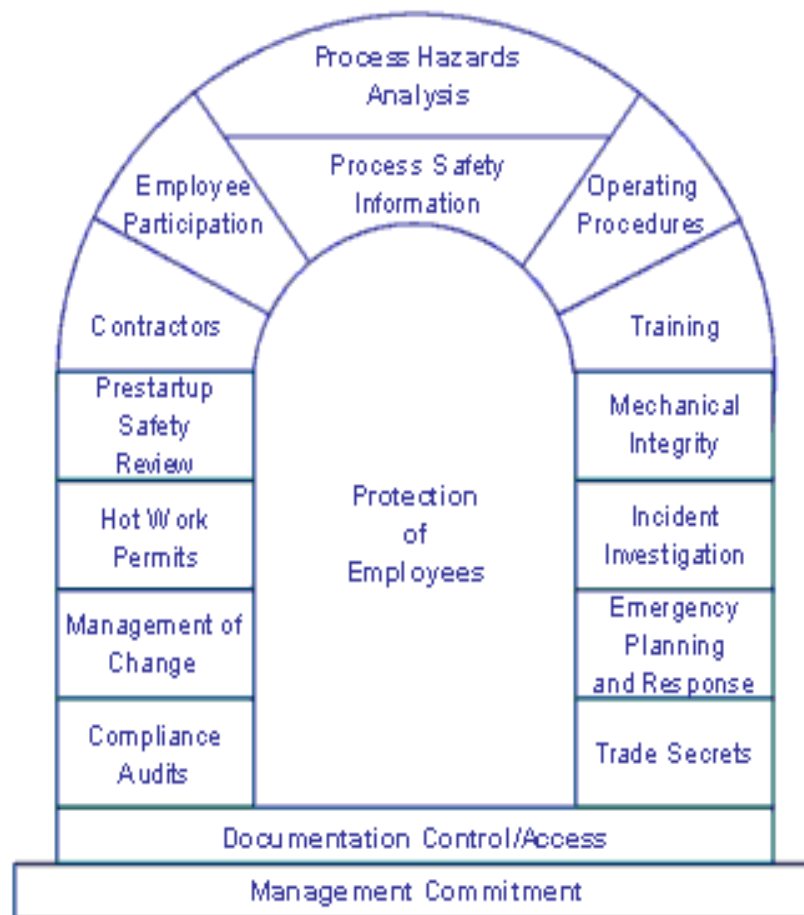 Process Hazards
Analysis
Process Safety
Information
Employee
Participation
Operating
Procedures
Contractors
Training
Prestartup
Safety
Review
Mechanical
Integrity
Hot Work
Permits
Incident
Investigation
Protection
of
Employees
Management of
Change
Emergency
Planning
and Response
Compliance
Audits
Trade Secrets
Documentation Control/Access
Management Commitment